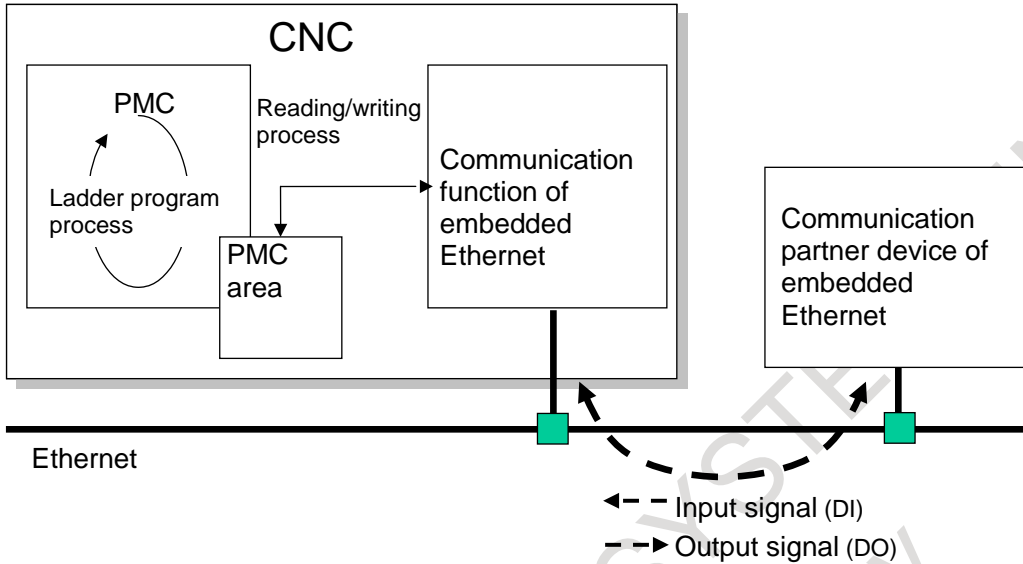 CNC
PMC
Reading/writing
process
Ladder program
process
PMC
area
Communication
function of
embedded
Ethernet
Communication
partner device of
embedded
Ethernet
Ethernet
Input signal (DI)
Output signal (DO)